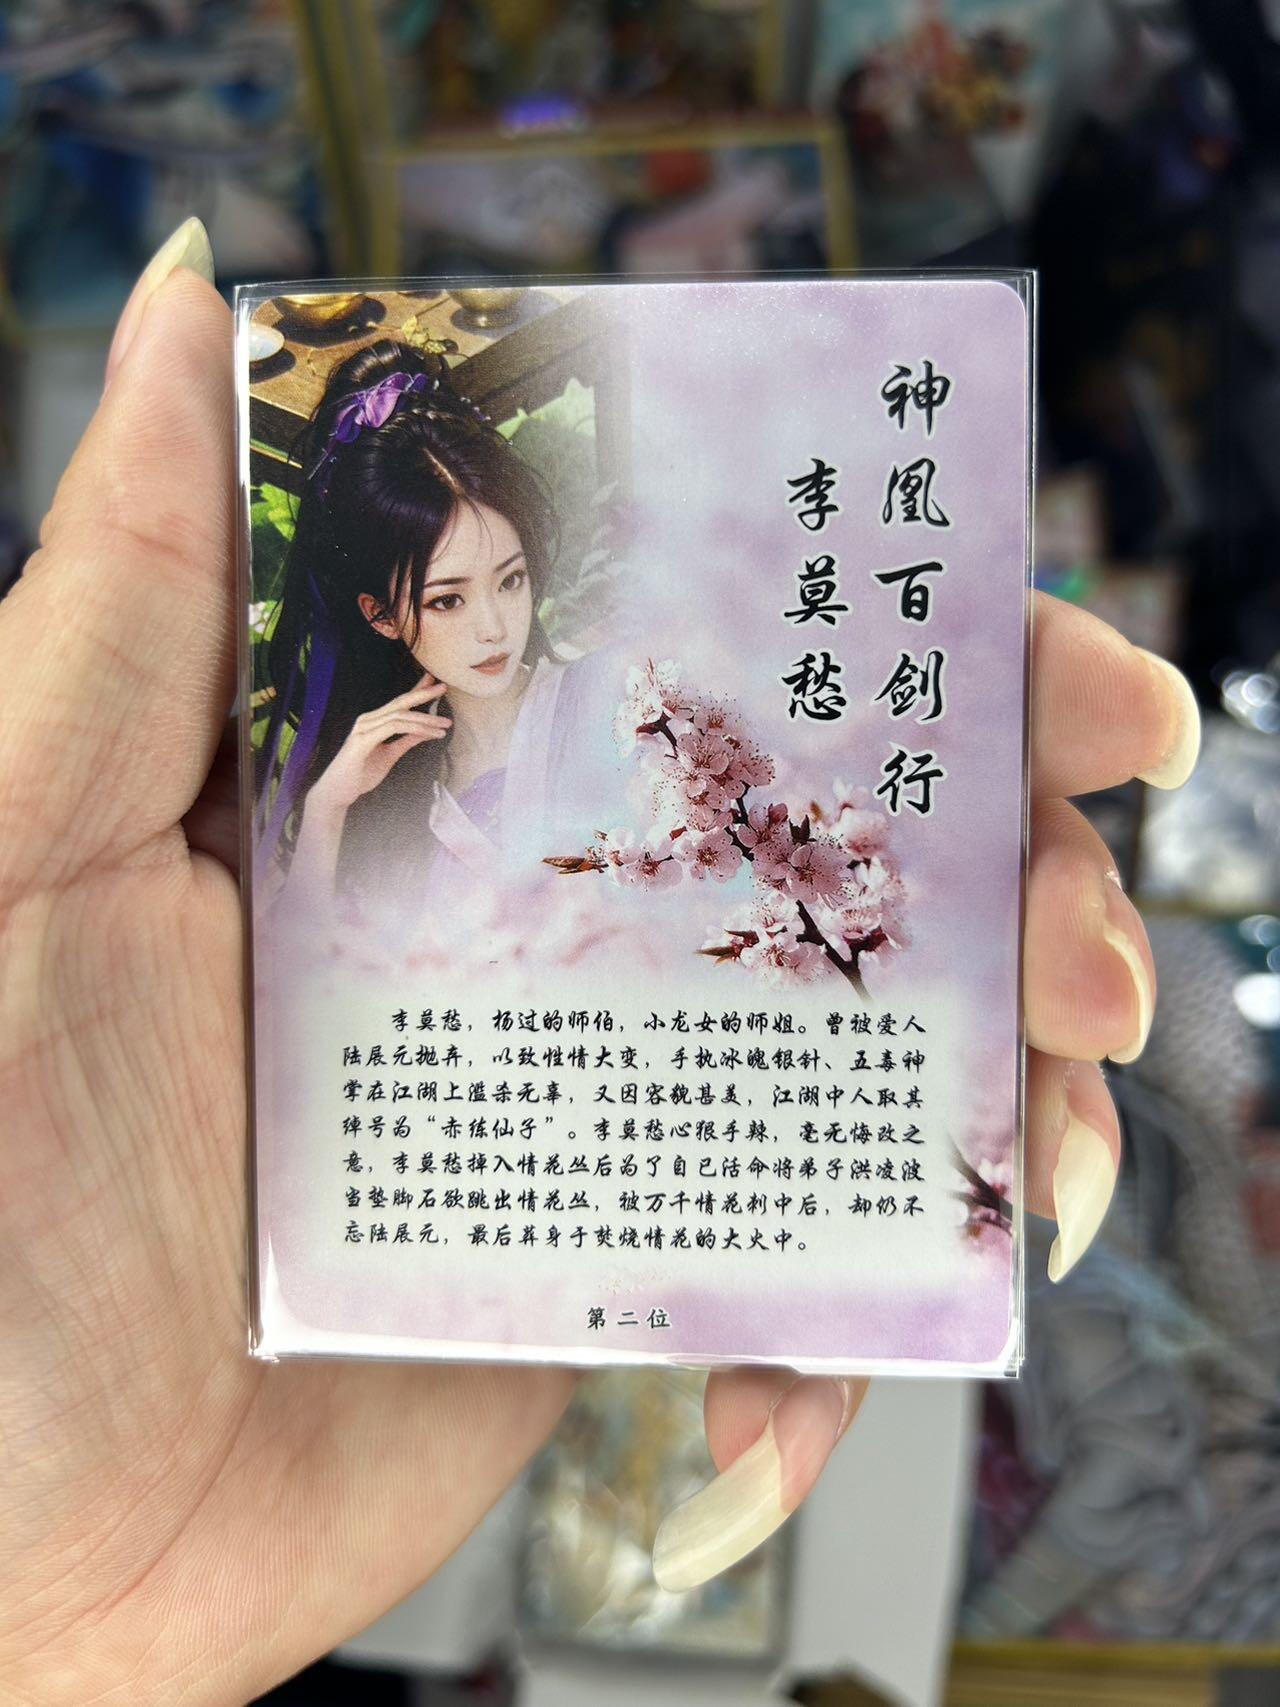 神凰百剑行
李莫愁
李莫愁，杨过的师伯，小龙女的师姐。曾被爱人
陆展元抛弃，以致性情大变，手执冰魄银针、五毒神
掌在江湖上滥杀无辜，又因容貌甚美，江湖中人取其
绰号为“赤练仙子”。李莫愁心狠手辣，毫无悔改之
意，李莫愁掉入情花丛后为了自已活命将弟子洪凌波
当垫脚石欲跳出情花丛，被万千情花刺中后，却仍不
忘陆展元，最后葬身于焚烧情花的大火中。
第二位